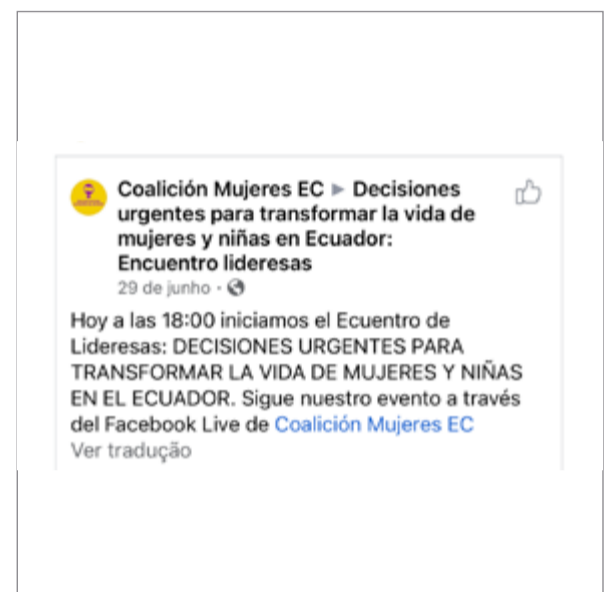 Coalición Mujeres EC ▶ Decisiones
urgentes para transformar la vida de
mujeres y niñas en Ecuador:
Encuentro lideresas
29 de junho ·
Hoy a las 18:00 iniciamos el Ecuentro de
Lideresas: DECISIONES URGENTES PARA
TRANSFORMAR LA VIDA DE MUJERES Y NIÑAS
EN EL ECUADOR. Sigue nuestro evento a través
del Facebook Live de Coalición Mujeres EC
Ver tradução